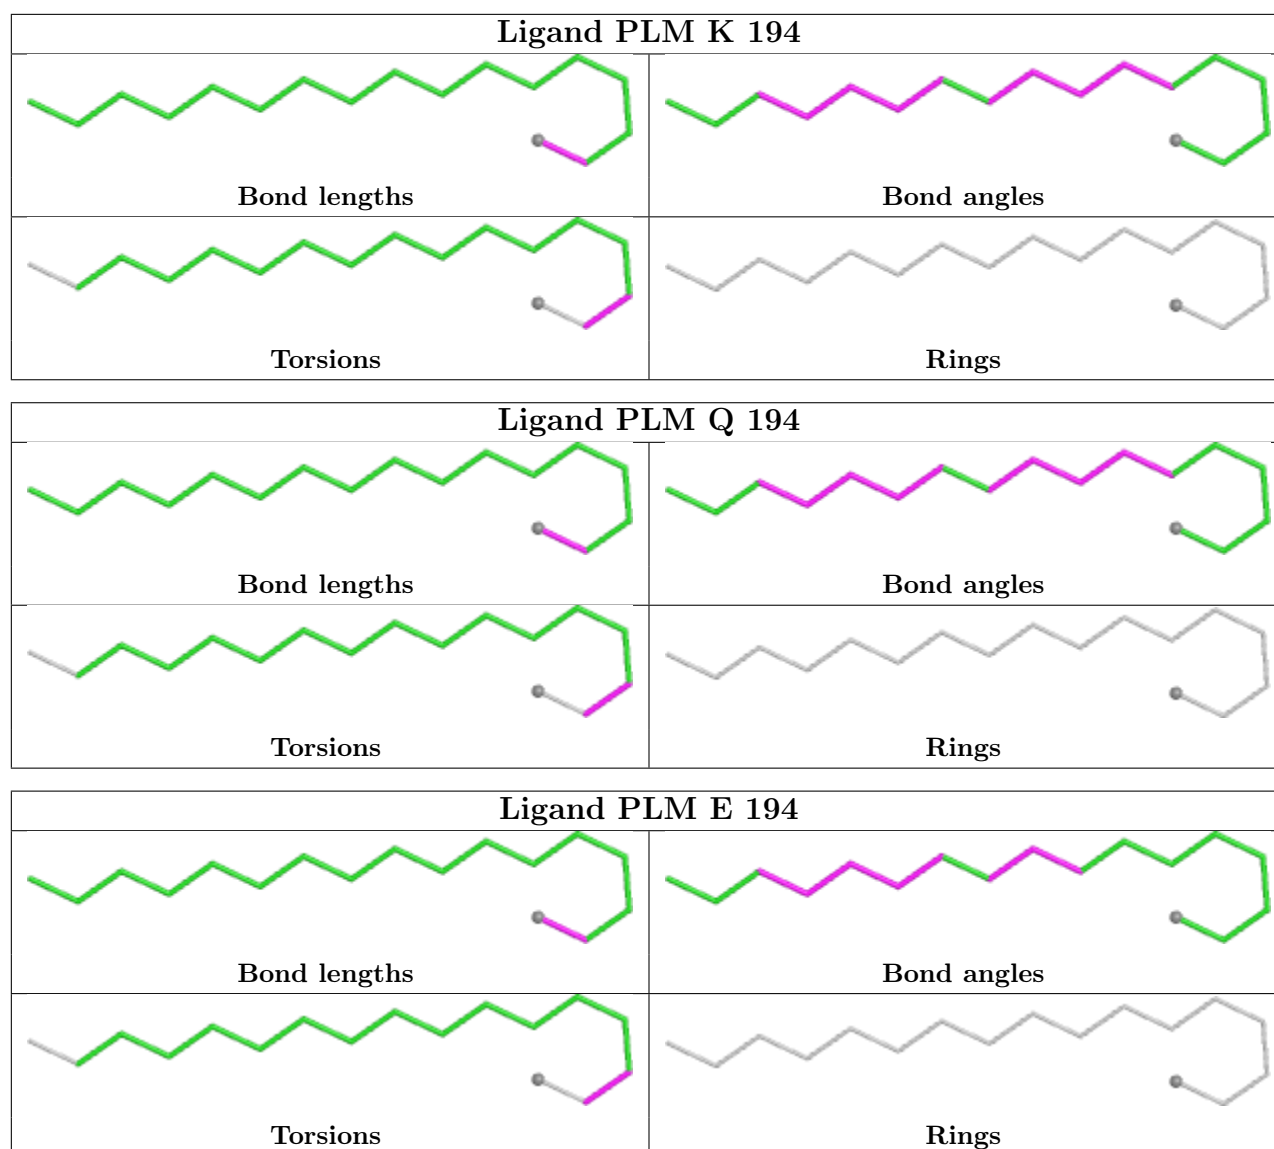 Ligand PLM K 194
Bond lengths
Bond angles
Torsions
Rings
Ligand PLM Q 194
Bond lengths
Bond angles
Torsions
Rings
Ligand PLM E 194
Bond lengths
Bond angles
Torsions
Rings